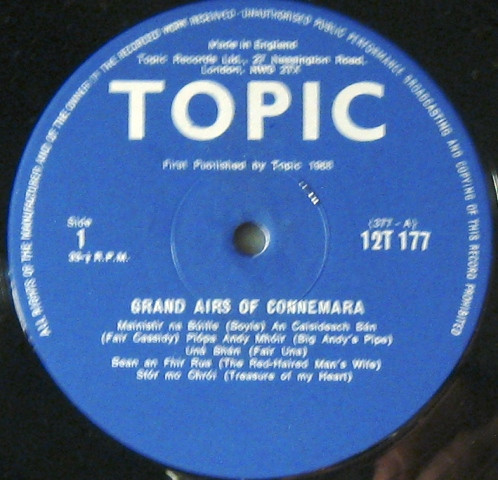 ALL RIGHTS OF THE MANUFACTURER AND OF THE OWNER OF THE RECORDED WORK RESERVED · UNAUTHORISED PUBLIC PERFORMANCE BROADCASTING AND COPYING OF THIS RECORD PROHIBITED
Made in England
Topic Records Ltd., 27 Nassington Road,
London, NW3 2TX
TOPIC
First Published by Topic 1968
Side
1
33⅓ R.P.M.
(377-A)
12T 177
GRAND AIRS OF CONNEMARA
Mainistir na Búille (Boyle) An Caisideach Bán
(Fair Cassidy) Píopa Andy Mhóir (Big Andy's Pipe)
Úna Bhán (Fair Una)
Bean an Fhir Rua (The Red-Haired Man's Wife)
Stór mo Chroí (Treasure of my Heart)